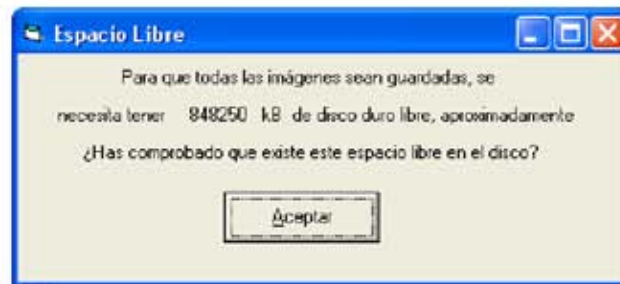 Espacio Libre
Para que todas las imágenes sean guardadas, se
necesita tener 848250 kB de disco duro libre, aproximadamente
¿Has comprobado que existe este espacio libre en el disco?
Aceptar